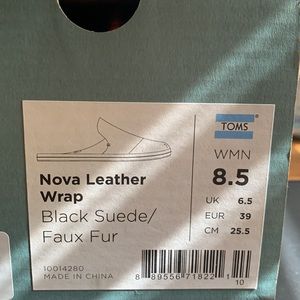 TOMS®
WMN
8.5
Nova Leather
Wrap
Black Suede/
Faux Fur
UK 6.5
EUR 39
CM 25.5
10014280
MADE IN CHINA
8 89556 71822 1
10